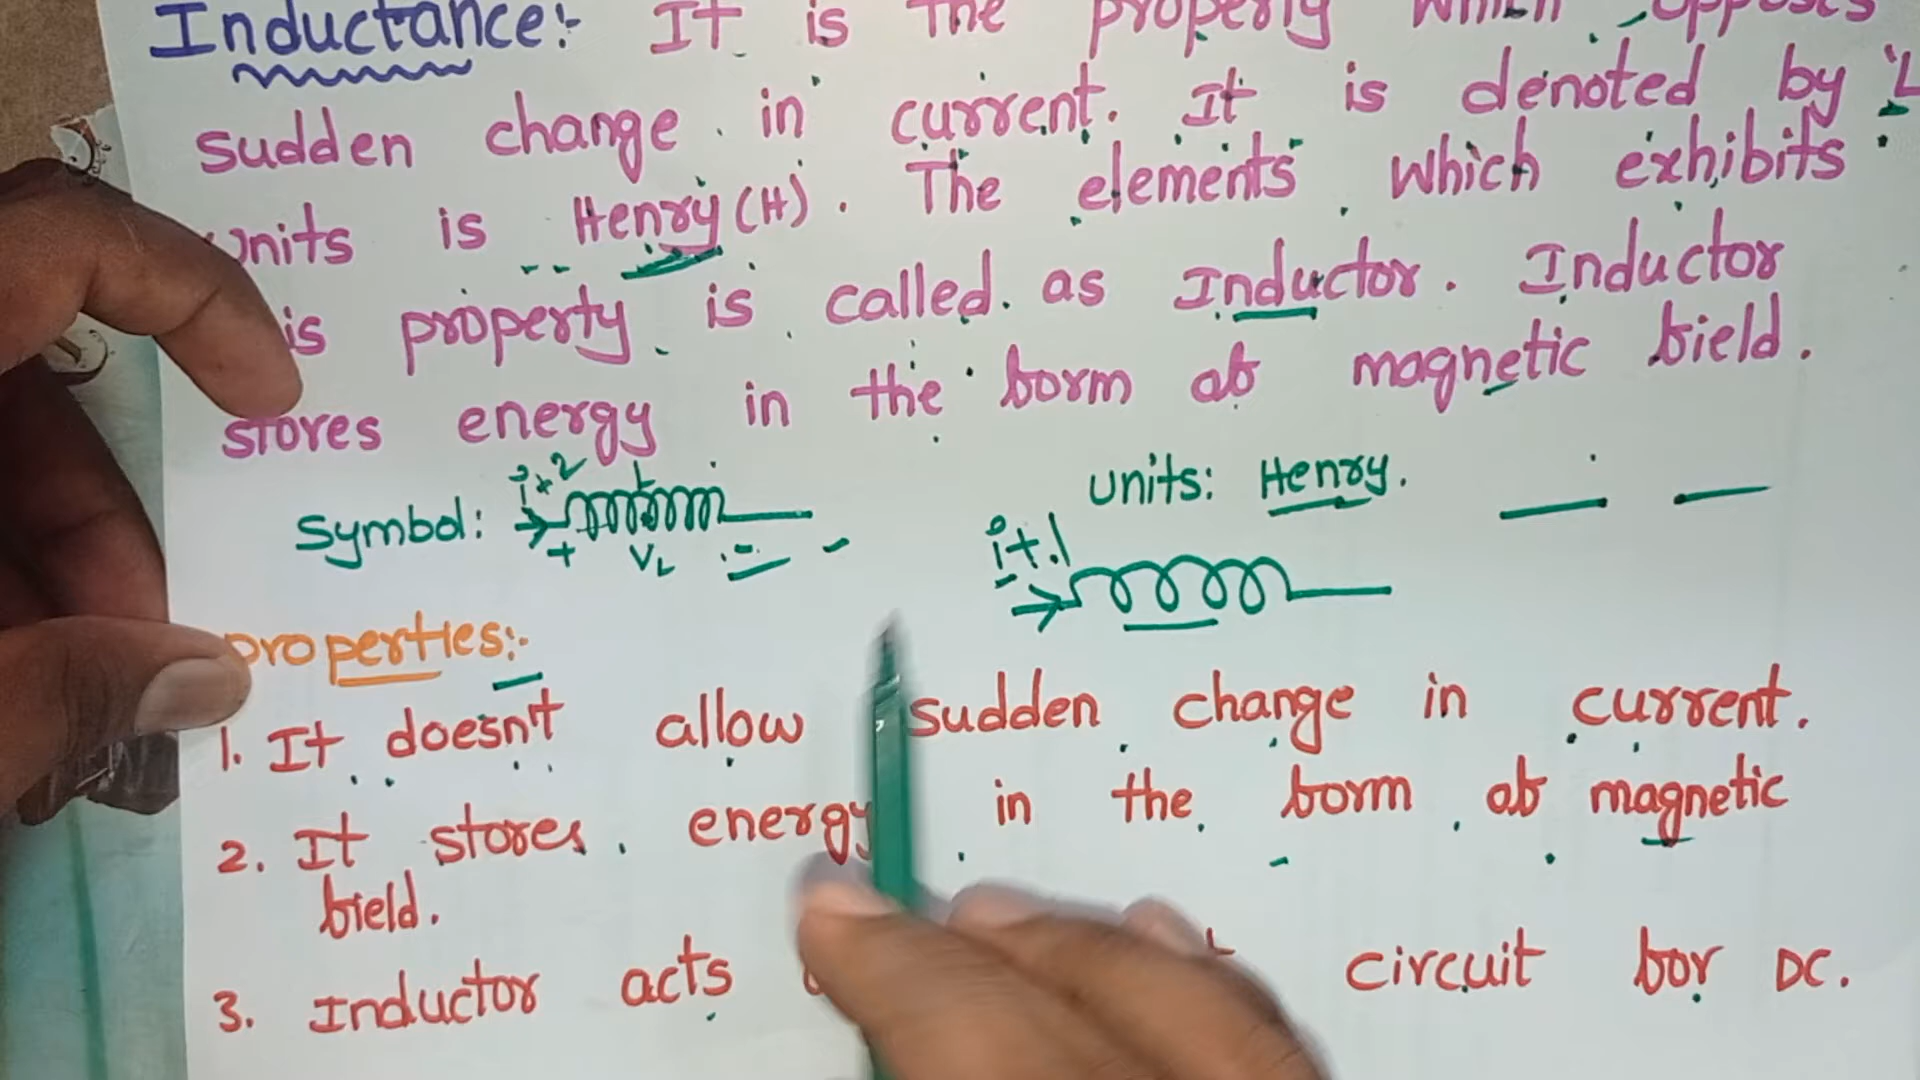 Inductance:- It is the property which opposes
sudden change in current. It is denoted by 'L
units is Henry (H). The elements which exhibits
is property is called as Inductor. Inductor
stores energy in the form of magnetic field.
Symbol: L + VL -
units: Henry.
properties:-
1. It doesn't allow sudden change in current.
2. It stores energy in the form of magnetic
field.
3. Inductor acts circuit for DC.